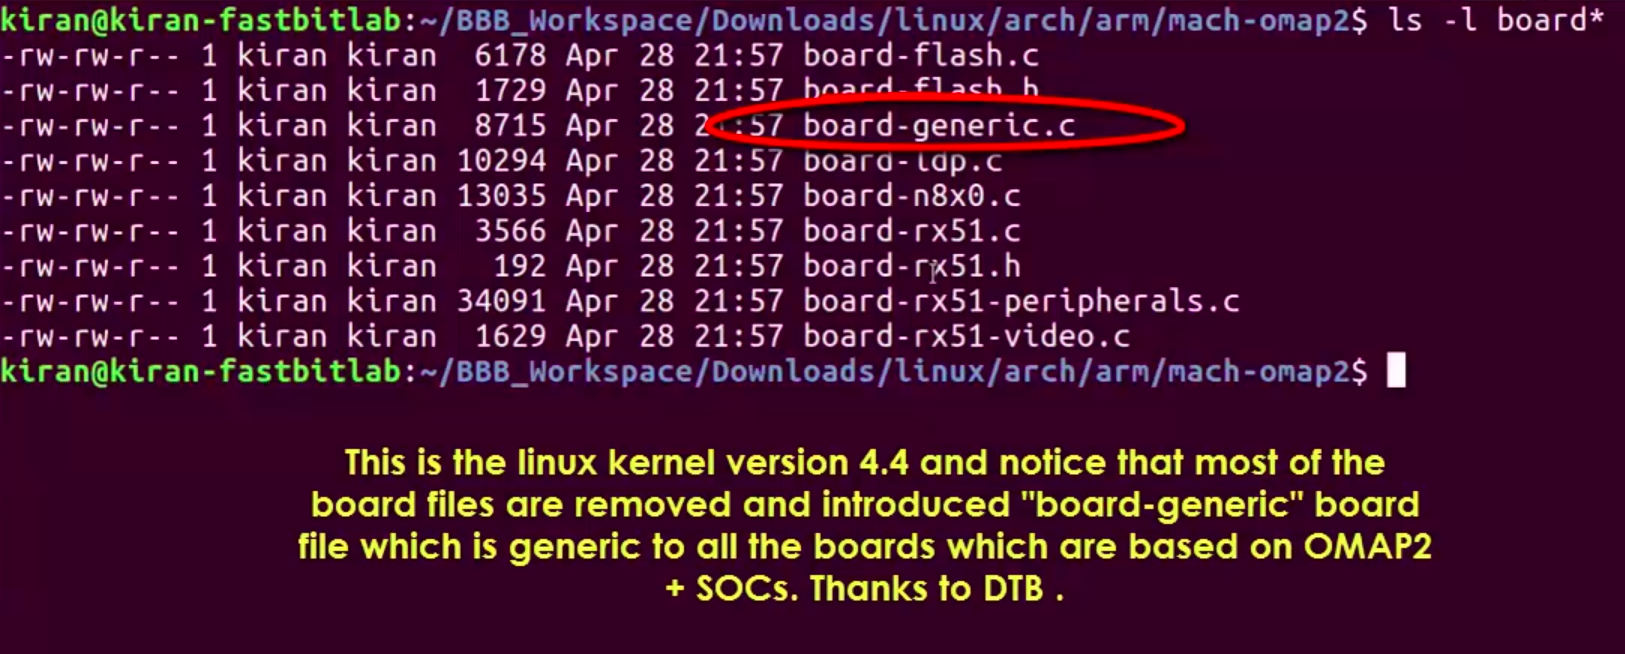 kiran@kiran-fastbitlab:~/BBB_Workspace/Downloads/linux/arch/arm/mach-omap2$ ls -l board*
-rw-rw-r-- 1 kiran kiran  6178 Apr 28 21:57 board-flash.c
-rw-rw-r-- 1 kiran kiran  1729 Apr 28 21:57 board-flash.h
-rw-rw-r-- 1 kiran kiran  8715 Apr 28 21:57 board-generic.c
-rw-rw-r-- 1 kiran kiran 10294 Apr 28 21:57 board-ldp.c
-rw-rw-r-- 1 kiran kiran 13035 Apr 28 21:57 board-n8x0.c
-rw-rw-r-- 1 kiran kiran  3566 Apr 28 21:57 board-rx51.c
-rw-rw-r-- 1 kiran kiran   192 Apr 28 21:57 board-rx51.h
-rw-rw-r-- 1 kiran kiran 34091 Apr 28 21:57 board-rx51-peripherals.c
-rw-rw-r-- 1 kiran kiran  1629 Apr 28 21:57 board-rx51-video.c
kiran@kiran-fastbitlab:~/BBB_Workspace/Downloads/linux/arch/arm/mach-omap2$
This is the linux kernel version 4.4 and notice that most of the
board files are removed and introduced "board-generic" board
file which is generic to all the boards which are based on OMAP2
+ SOCs. Thanks to DTB .